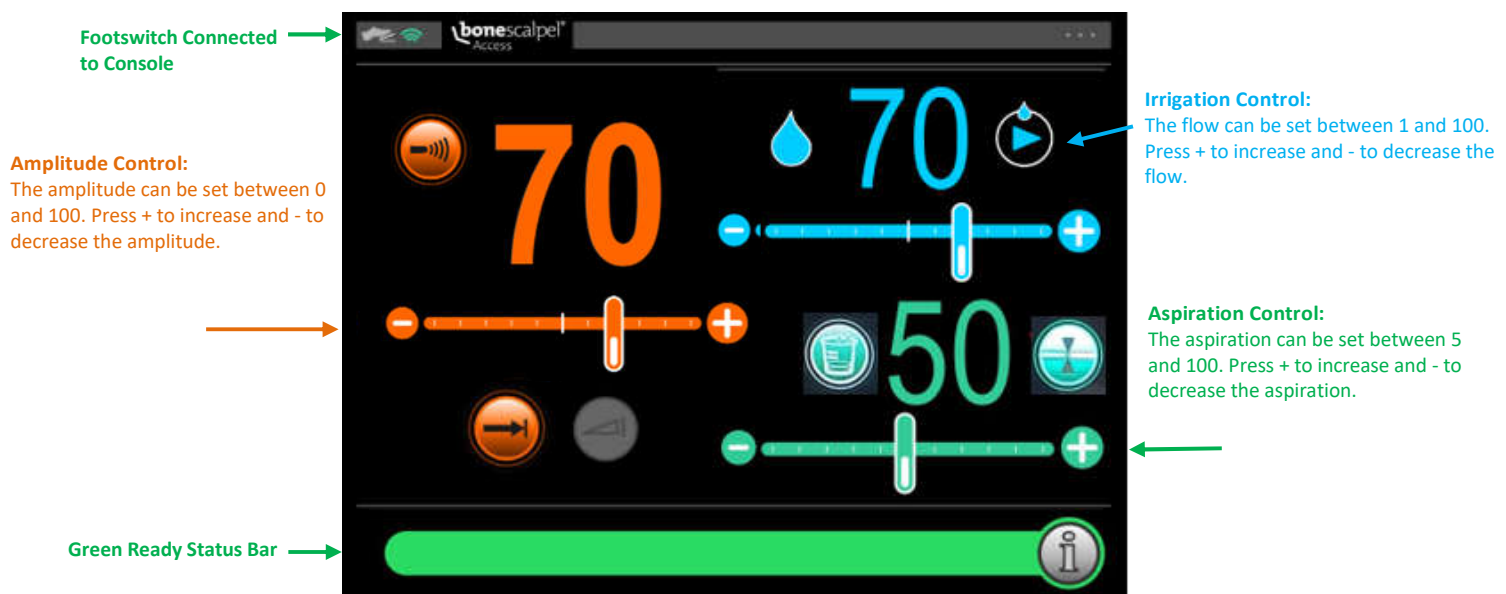 Footswitch Connected
to Console
bonescalpel®
Access
Amplitude Control:
The amplitude can be set between 0
and 100. Press + to increase and - to
decrease the amplitude.
70
70
Irrigation Control:
The flow can be set between 1 and 100.
Press + to increase and - to decrease the
flow.
50
Aspiration Control:
The aspiration can be set between 5
and 100. Press + to increase and - to
decrease the aspiration.
Green Ready Status Bar
i